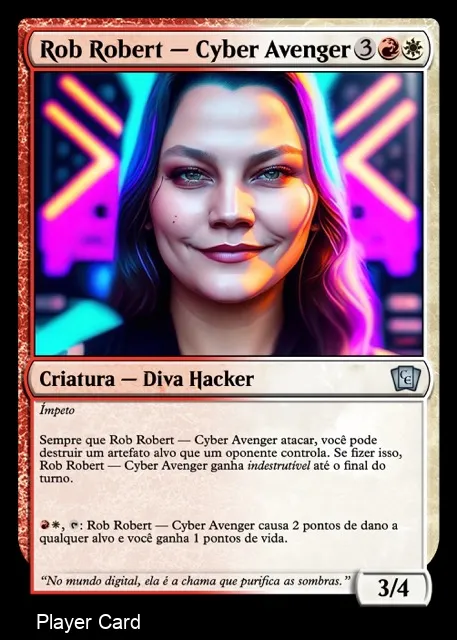 Rob Robert — Cyber Avenger 3
Criatura — Diva Hacker
CE
Ímpeto
Sempre que Rob Robert — Cyber Avenger atacar, você pode
destruir um artefato alvo que um oponente controla. Se fizer isso,
Rob Robert — Cyber Avenger ganha indestrutível até o final do
turno.
, : Rob Robert — Cyber Avenger causa 2 pontos de dano a
qualquer alvo e você ganha 1 pontos de vida.
“No mundo digital, ela é a chama que purifica as sombras.”
3/4
Player Card